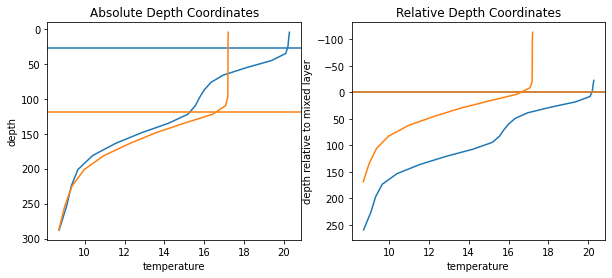 Absolute Depth Coordinates
0
50
100
150
200
250
300
depth
10 12 14 16 18 20
temperature
Relative Depth Coordinates
−100
−50
0
50
100
150
200
250
depth relative to mixed layer
10 12 14 16 18 20
temperature